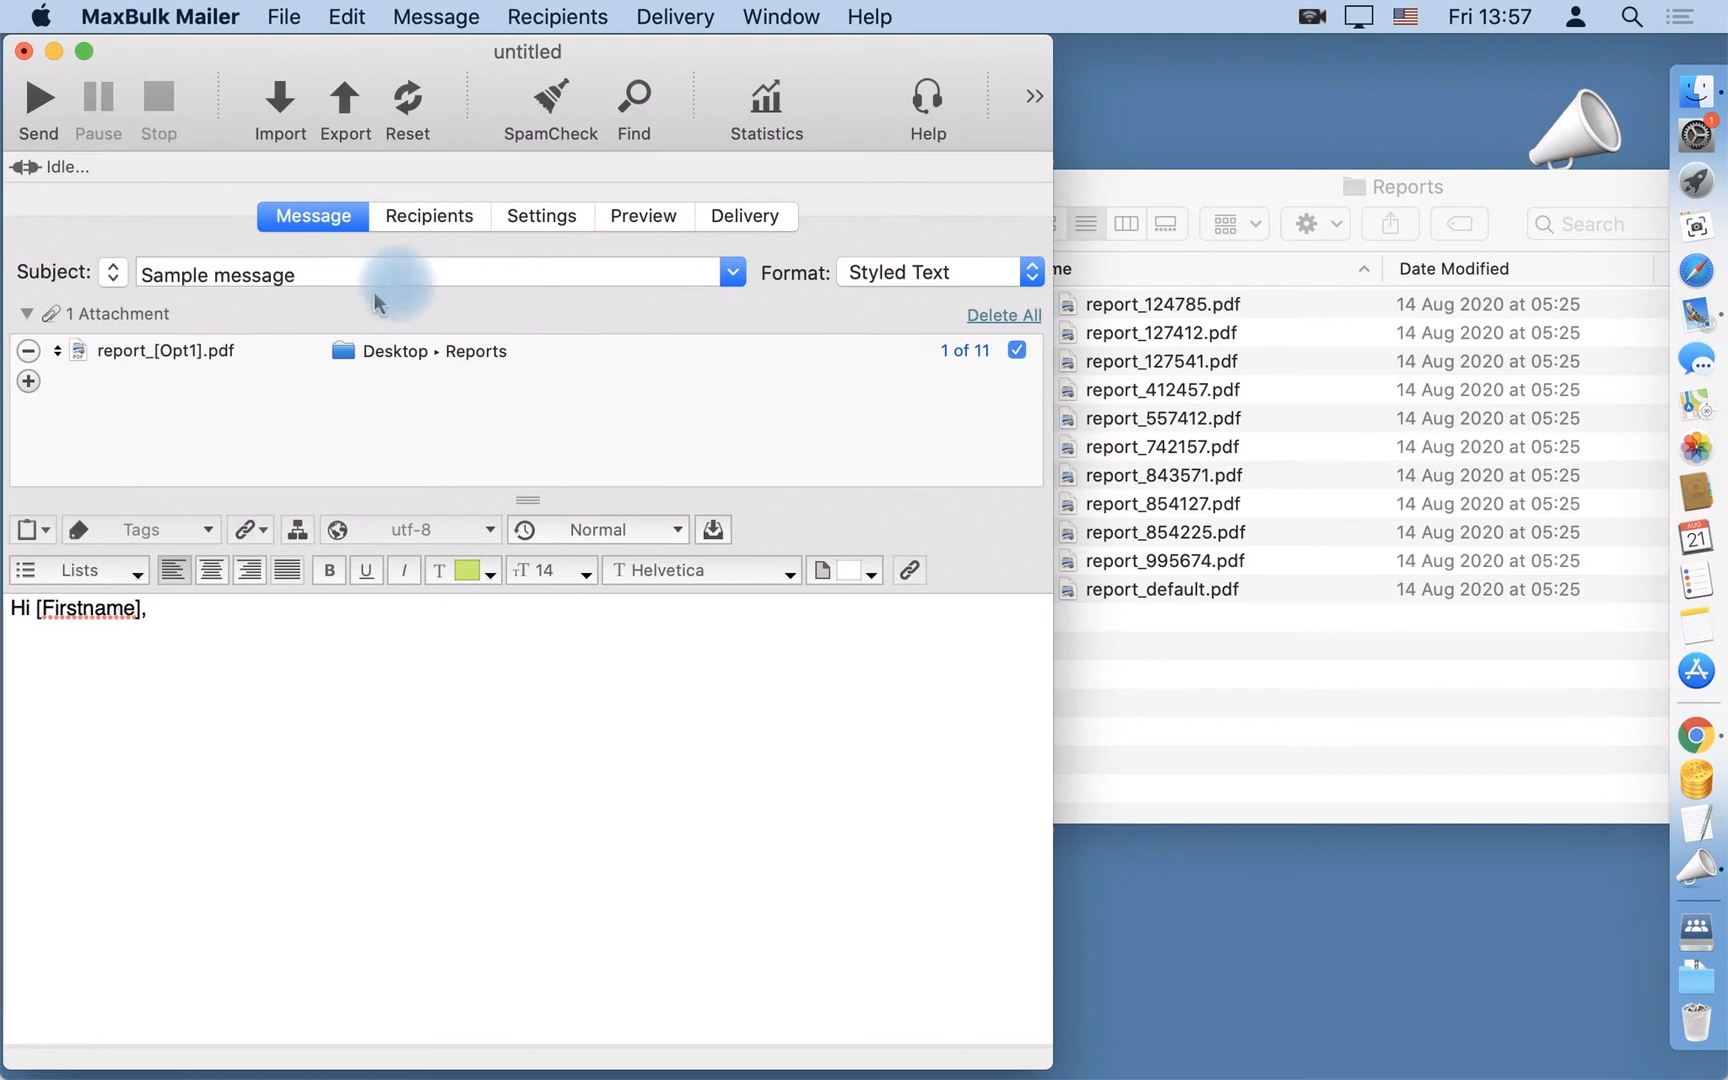 MaxBulk Mailer File Edit Message Recipients Delivery Window Help Fri 13:57
untitled
Send Pause Stop Import Export Reset SpamCheck Find Statistics Help
Idle...
Message Recipients Settings Preview Delivery
Subject: Sample message Format: Styled Text
1 Attachment Delete All
report_[Opt1].pdf Desktop ▸ Reports 1 of 11
Tags utf-8 Normal
Lists B U I T 14 Helvetica
Hi [Firstname],
Reports
Search
me Date Modified
report_124785.pdf 14 Aug 2020 at 05:25
report_127412.pdf 14 Aug 2020 at 05:25
report_127541.pdf 14 Aug 2020 at 05:25
report_412457.pdf 14 Aug 2020 at 05:25
report_557412.pdf 14 Aug 2020 at 05:25
report_742157.pdf 14 Aug 2020 at 05:25
report_843571.pdf 14 Aug 2020 at 05:25
report_854127.pdf 14 Aug 2020 at 05:25
report_854225.pdf 14 Aug 2020 at 05:25
report_995674.pdf 14 Aug 2020 at 05:25
report_default.pdf 14 Aug 2020 at 05:25
1
AUG
21